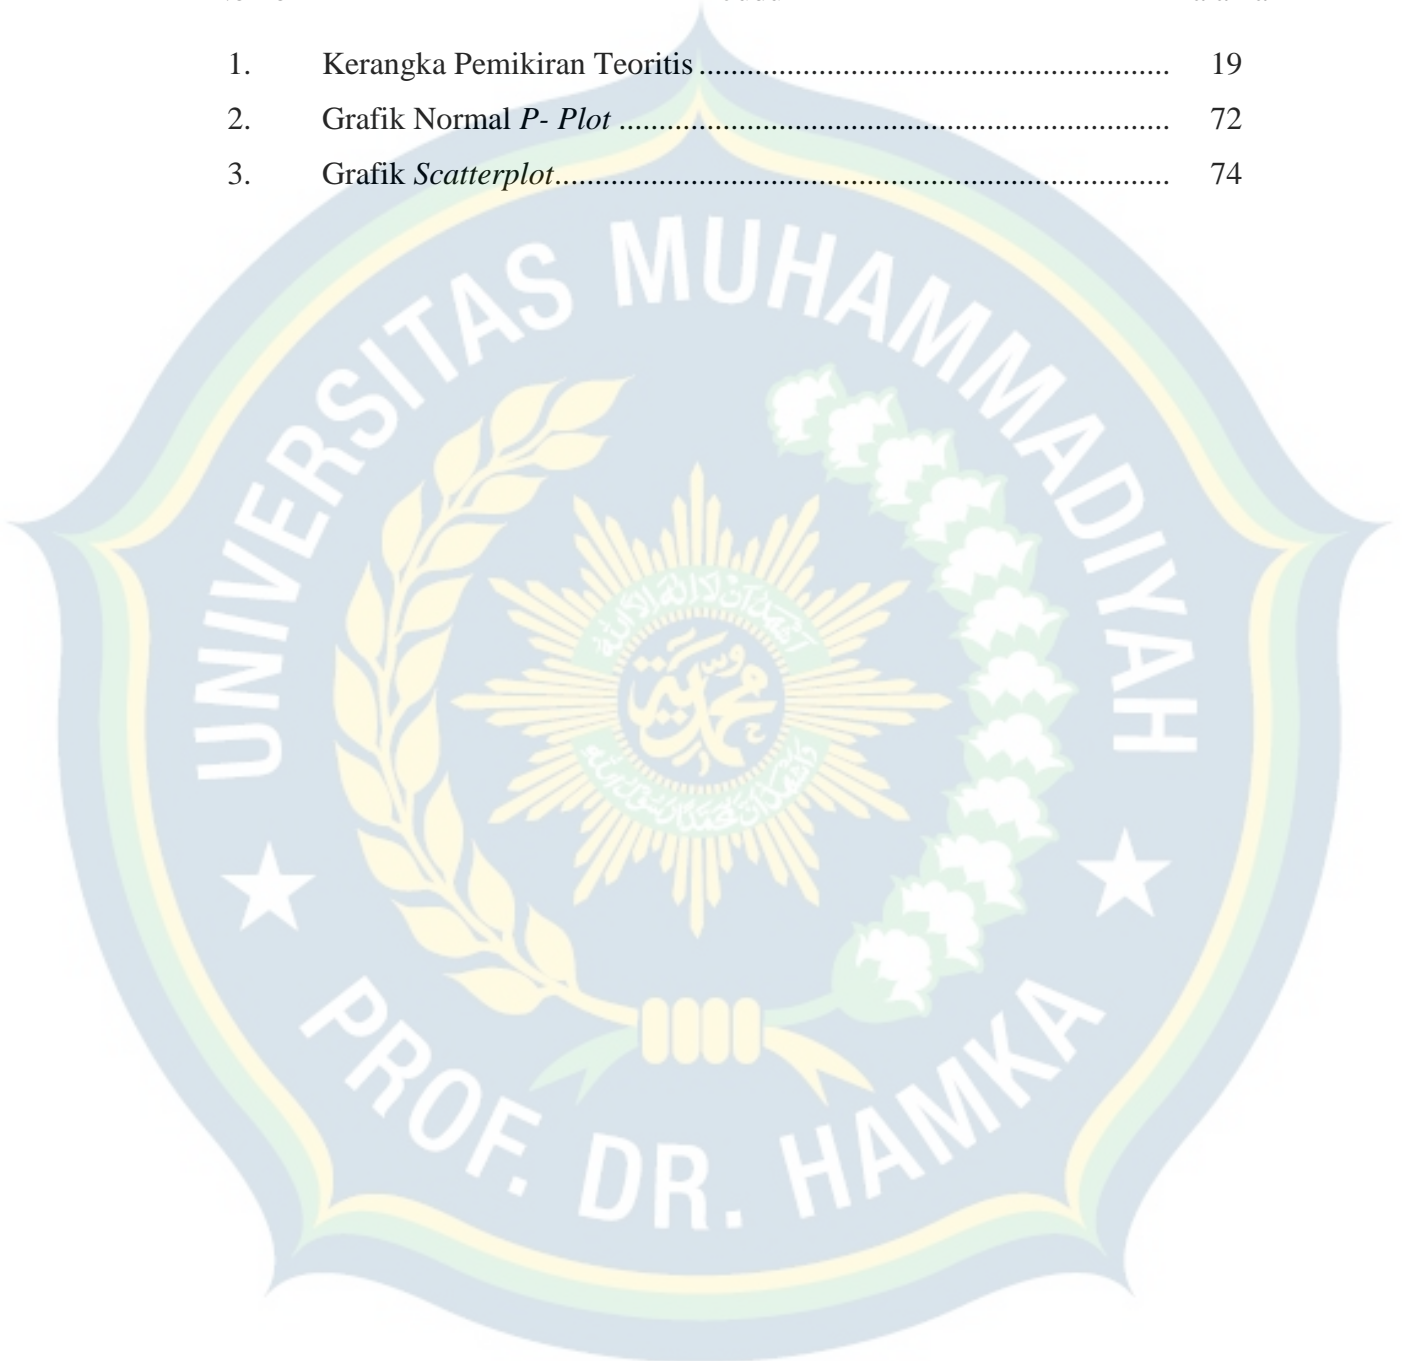 1. Kerangka Pemikiran Teoritis ........................................................... 19
2. Grafik Normal P- Plot ..................................................................... 72
3. Grafik Scatterplot............................................................................. 74
UNIVERSITAS MUHAMMADIYAH
PROF. DR. HAMKA